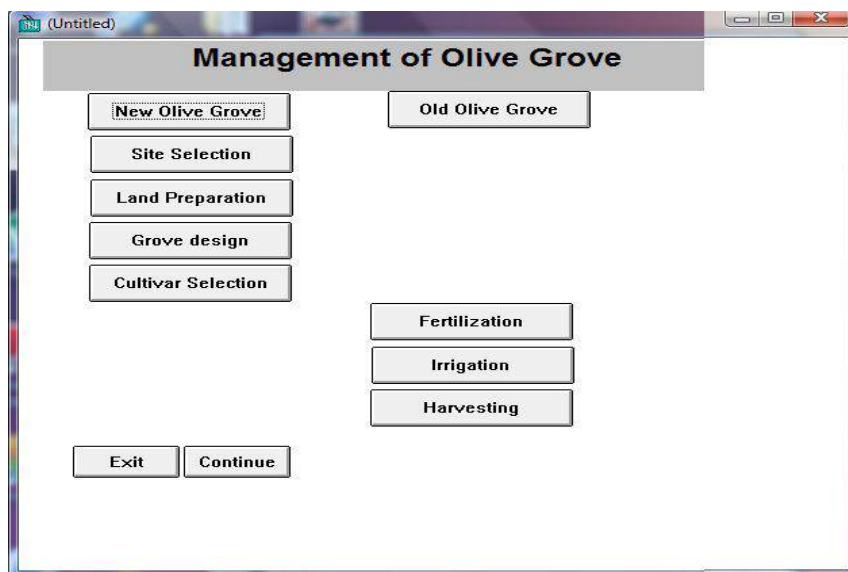 (Untitled)
Management of Olive Grove
New Olive Grove
Old Olive Grove
Site Selection
Land Preparation
Grove design
Cultivar Selection
Fertilization
Irrigation
Harvesting
Exit
Continue